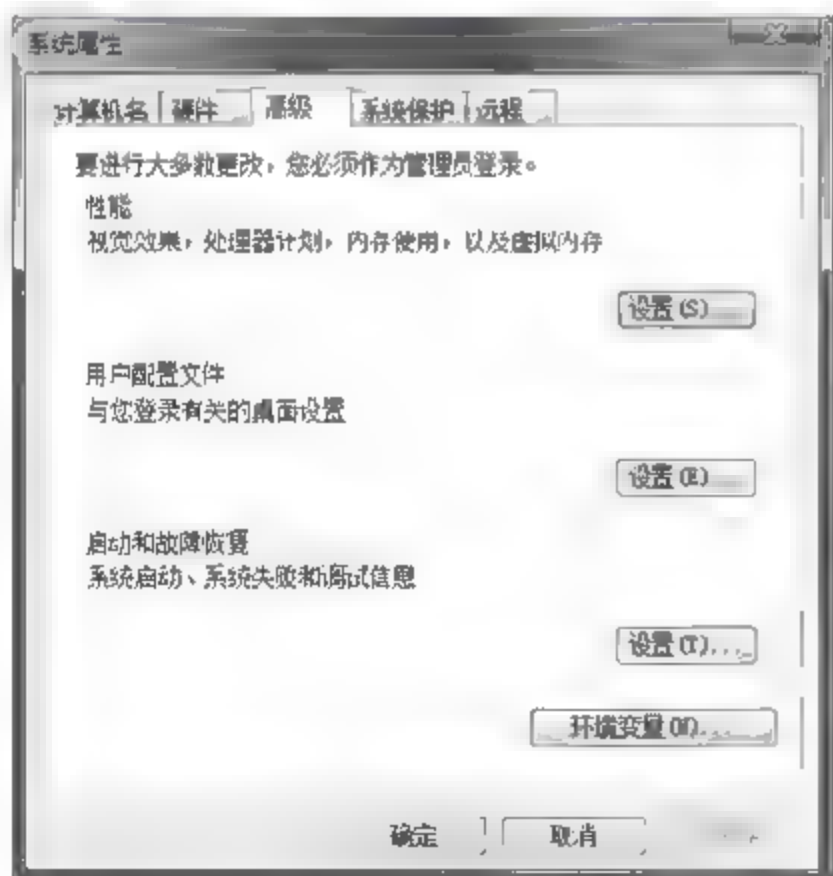 系统属性
计算机名 硬件 高级 系统保护 远程
要进行大多数更改，您必须作为管理员登录。
性能
视觉效果，处理器计划，内存使用，以及虚拟内存
设置(S)...
用户配置文件
与您登录有关的桌面设置
设置(E)...
启动和故障恢复
系统启动、系统失败和调试信息
设置(T)...
环境变量(N)...
确定 取消